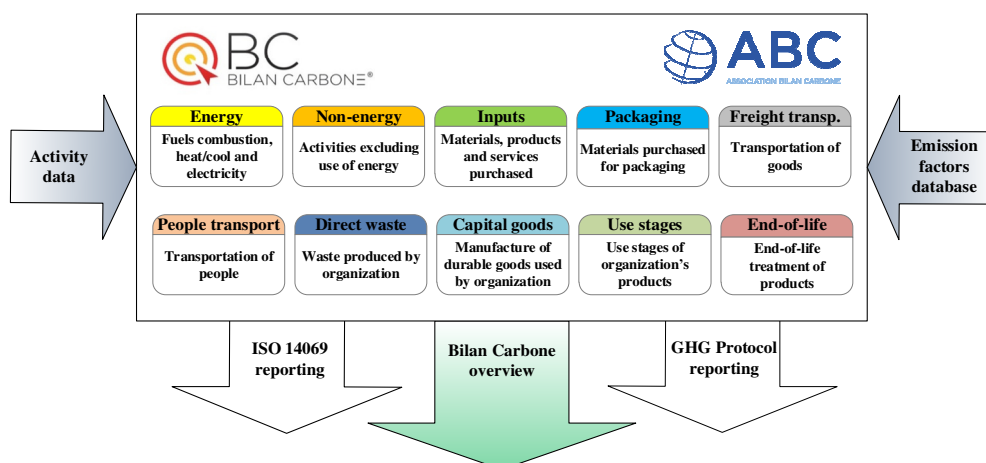 BC
BILAN CARBONE®
ABC
ASSOCIATION BILAN CARBONE
Activity
data
Emission
factors
database
Energy
Fuels combustion,
heat/cool and
electricity
Non-energy
Activities excluding
use of energy
Inputs
Materials, products
and services
purchased
Packaging
Materials purchased
for packaging
Freight transp.
Transportation of
goods
People transport
Transportation of
people
Direct waste
Waste produced by
organization
Capital goods
Manufacture of
durable goods used
by organization
Use stages
Use stages of
organization's
products
End-of-life
End-of-life
treatment of
products
ISO 14069
reporting
Bilan Carbone
overview
GHG Protocol
reporting